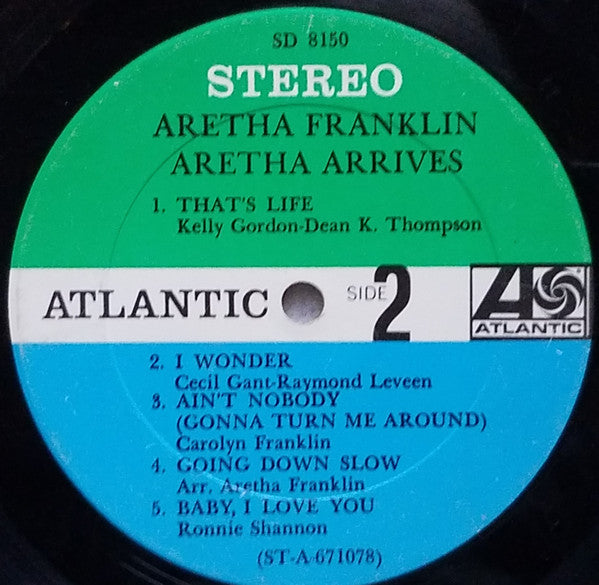 SD 8150
STEREO
ARETHA FRANKLIN
ARETHA ARRIVES
1. THAT'S LIFE
Kelly Gordon-Dean K. Thompson
ATLANTIC SIDE 2
ATLANTIC
2. I WONDER
Cecil Gant-Raymond Leveen
3. AIN'T NOBODY
(GONNA TURN ME AROUND)
Carolyn Franklin
4. GOING DOWN SLOW
Arr. Aretha Franklin
5. BABY, I LOVE YOU
Ronnie Shannon
(ST-A-671078)